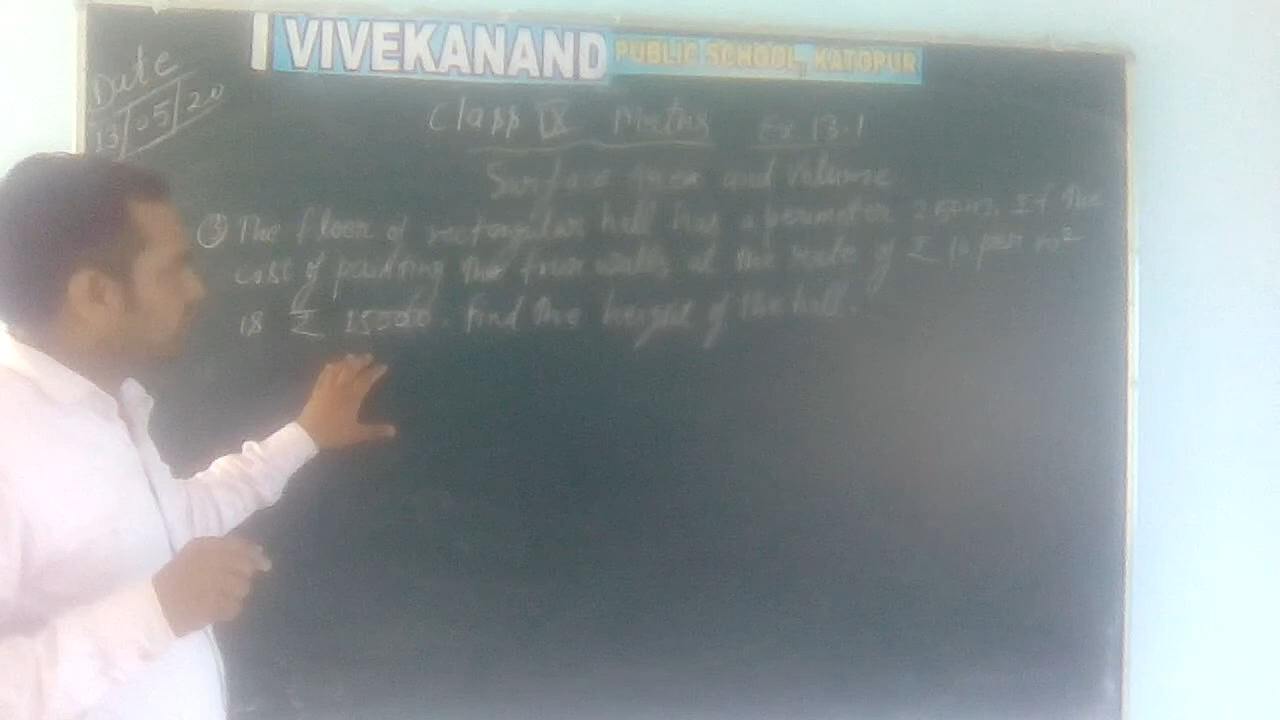 VIVEKANAND PUBLIC SCHOOL, KATOPUR
Date
13/05/20
Class IX Maths Ex 13.1
Surface Area and Volume
③ The floor of rectangular hall has a perimeter 250 m. If the
cost of painting the four walls at the rate of ₹ 10 per m²
is ₹ 15000. Find the height of the hall.